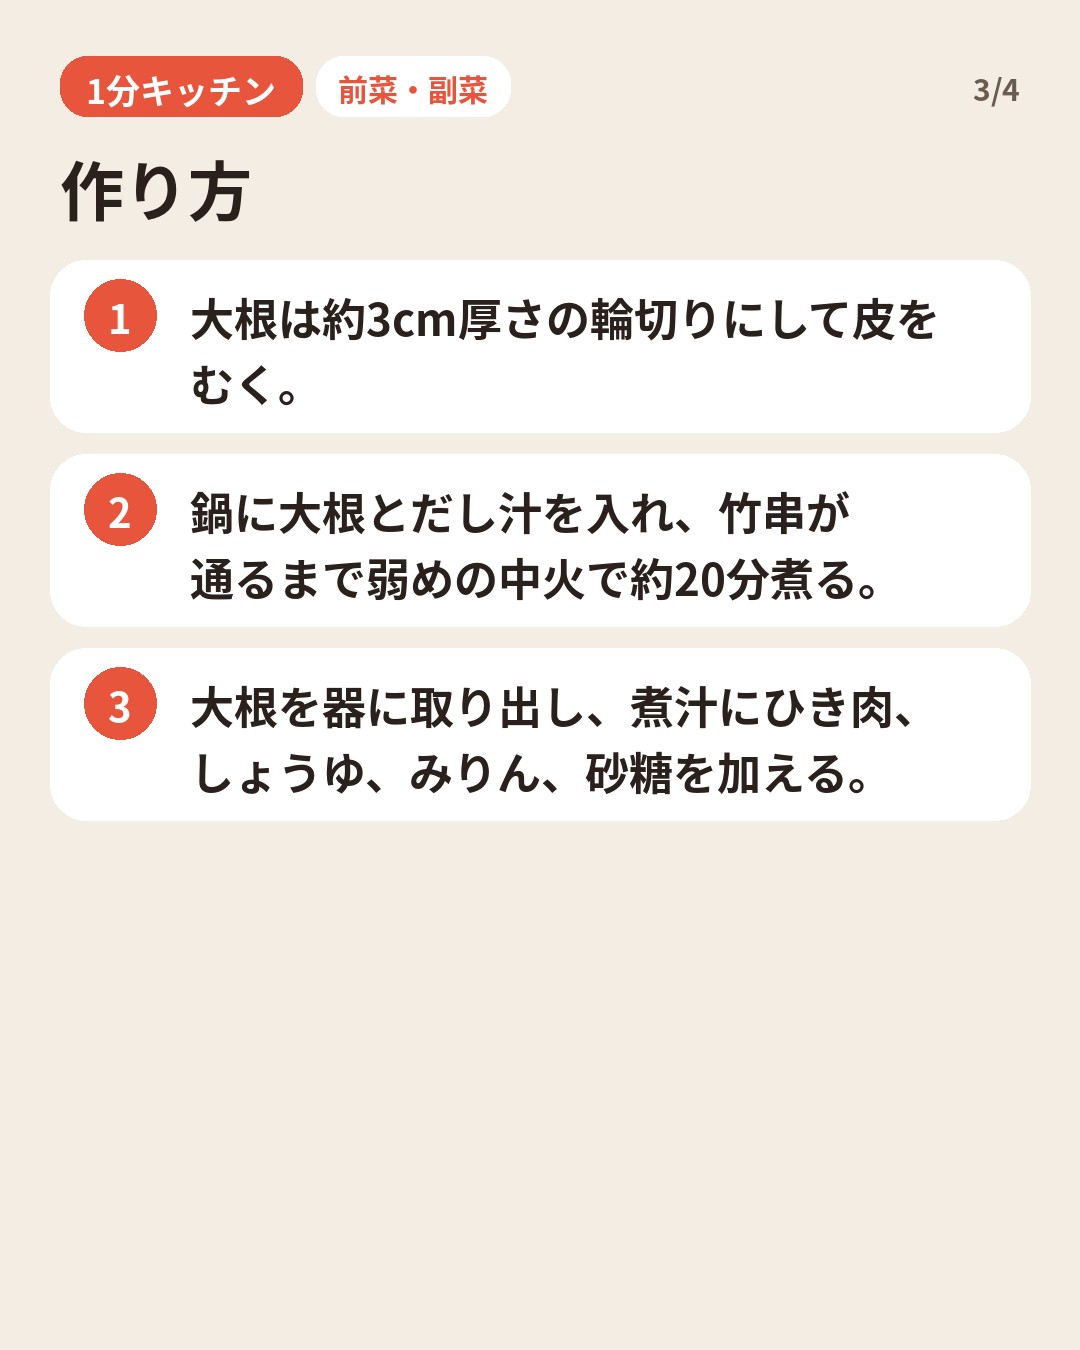 1分キッチン
前菜・副菜
3/4
作り方
1
大根は約3cm厚さの輪切りにして皮を
むく。
2
鍋に大根とだし汁を入れ、竹串が
通るまで弱めの中火で約20分煮る。
3
大根を器に取り出し、煮汁にひき肉、
しょうゆ、みりん、砂糖を加える。